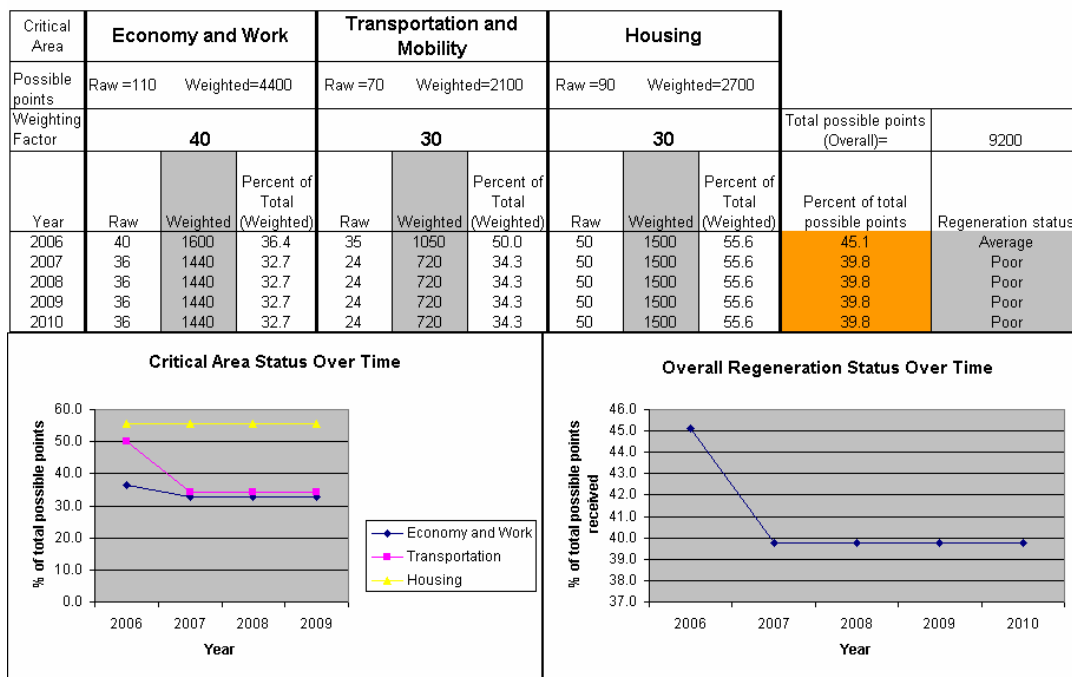 Critical Area Economy and Work Transportation and Mobility Housing
Possible points Raw =110 Weighted=4400 Raw =70 Weighted=2100 Raw =90 Weighted=2700
Weighting Factor 40 30 30 Total possible points (Overall)= 9200
Year Raw Weighted Percent of Total (Weighted) Raw Weighted Percent of Total (Weighted) Raw Weighted Percent of Total (Weighted) Percent of total possible points Regeneration status
2006 40 1600 36.4 35 1050 50.0 50 1500 55.6 45.1 Average
2007 36 1440 32.7 24 720 34.3 50 1500 55.6 39.8 Poor
2008 36 1440 32.7 24 720 34.3 50 1500 55.6 39.8 Poor
2009 36 1440 32.7 24 720 34.3 50 1500 55.6 39.8 Poor
2010 36 1440 32.7 24 720 34.3 50 1500 55.6 39.8 Poor
Critical Area Status Over Time
% of total possible points
60.0
50.0
40.0
30.0
20.0
10.0
0.0
2006 2007 2008 2009
Year
Economy and Work
Transportation
Housing
Overall Regeneration Status Over Time
% of total possible points
received
46.0
45.0
44.0
43.0
42.0
41.0
40.0
39.0
38.0
37.0
2006 2007 2008 2009 2010
Year